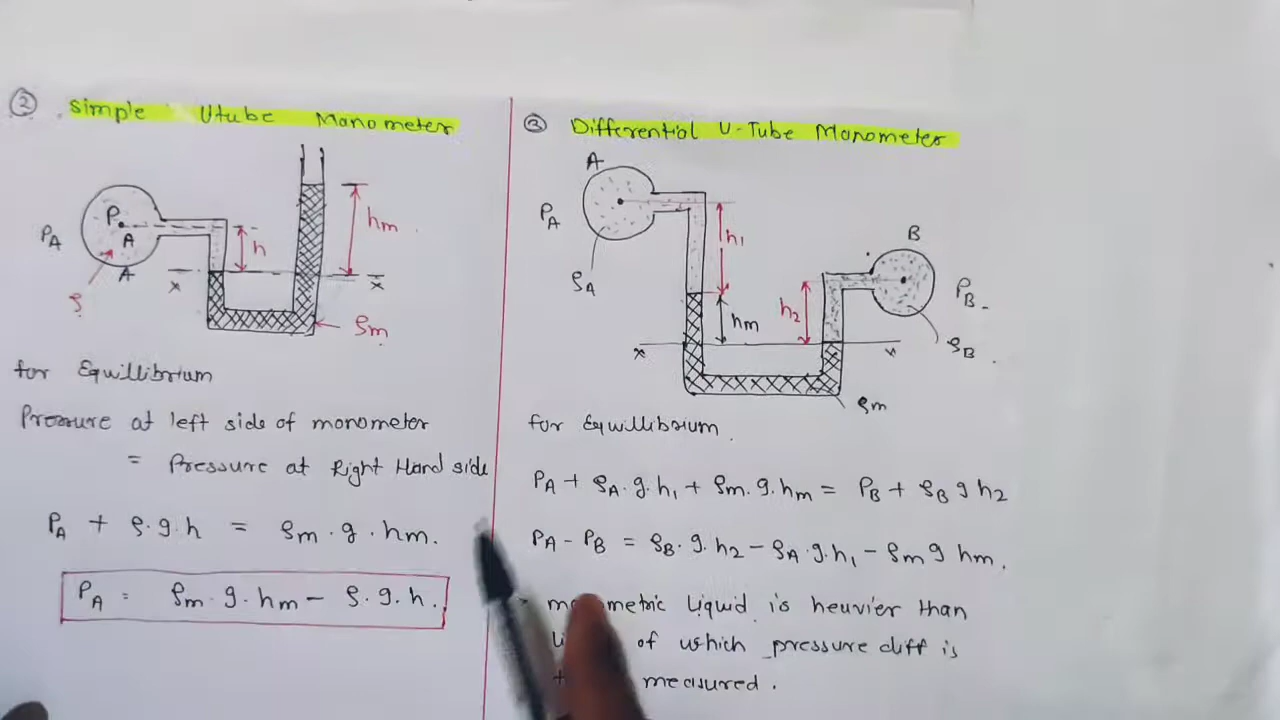 ② Simple Utube Manometer
PA
P
A
A
ρ
h
hm
x
x
ρm
for Equillibrium
Pressure at left side of monometer
= Pressure at Right Hand side
PA + ρ.g.h = ρm.g.hm.
PA = ρm.g.hm - ρ.g.h.
③ Differential U-Tube Manometer
A
PA
ρA
h1
hm
h2
B
PB
ρB
x
x
ρm
for Equillibrium.
PA + ρA.g.h1 + ρm.g.hm = PB + ρB g h2
PA - PB = ρB.g.h2 - ρA.g.h1 - ρm g hm.
metric Liquid is heavier than
of which pressure diff is
measured.